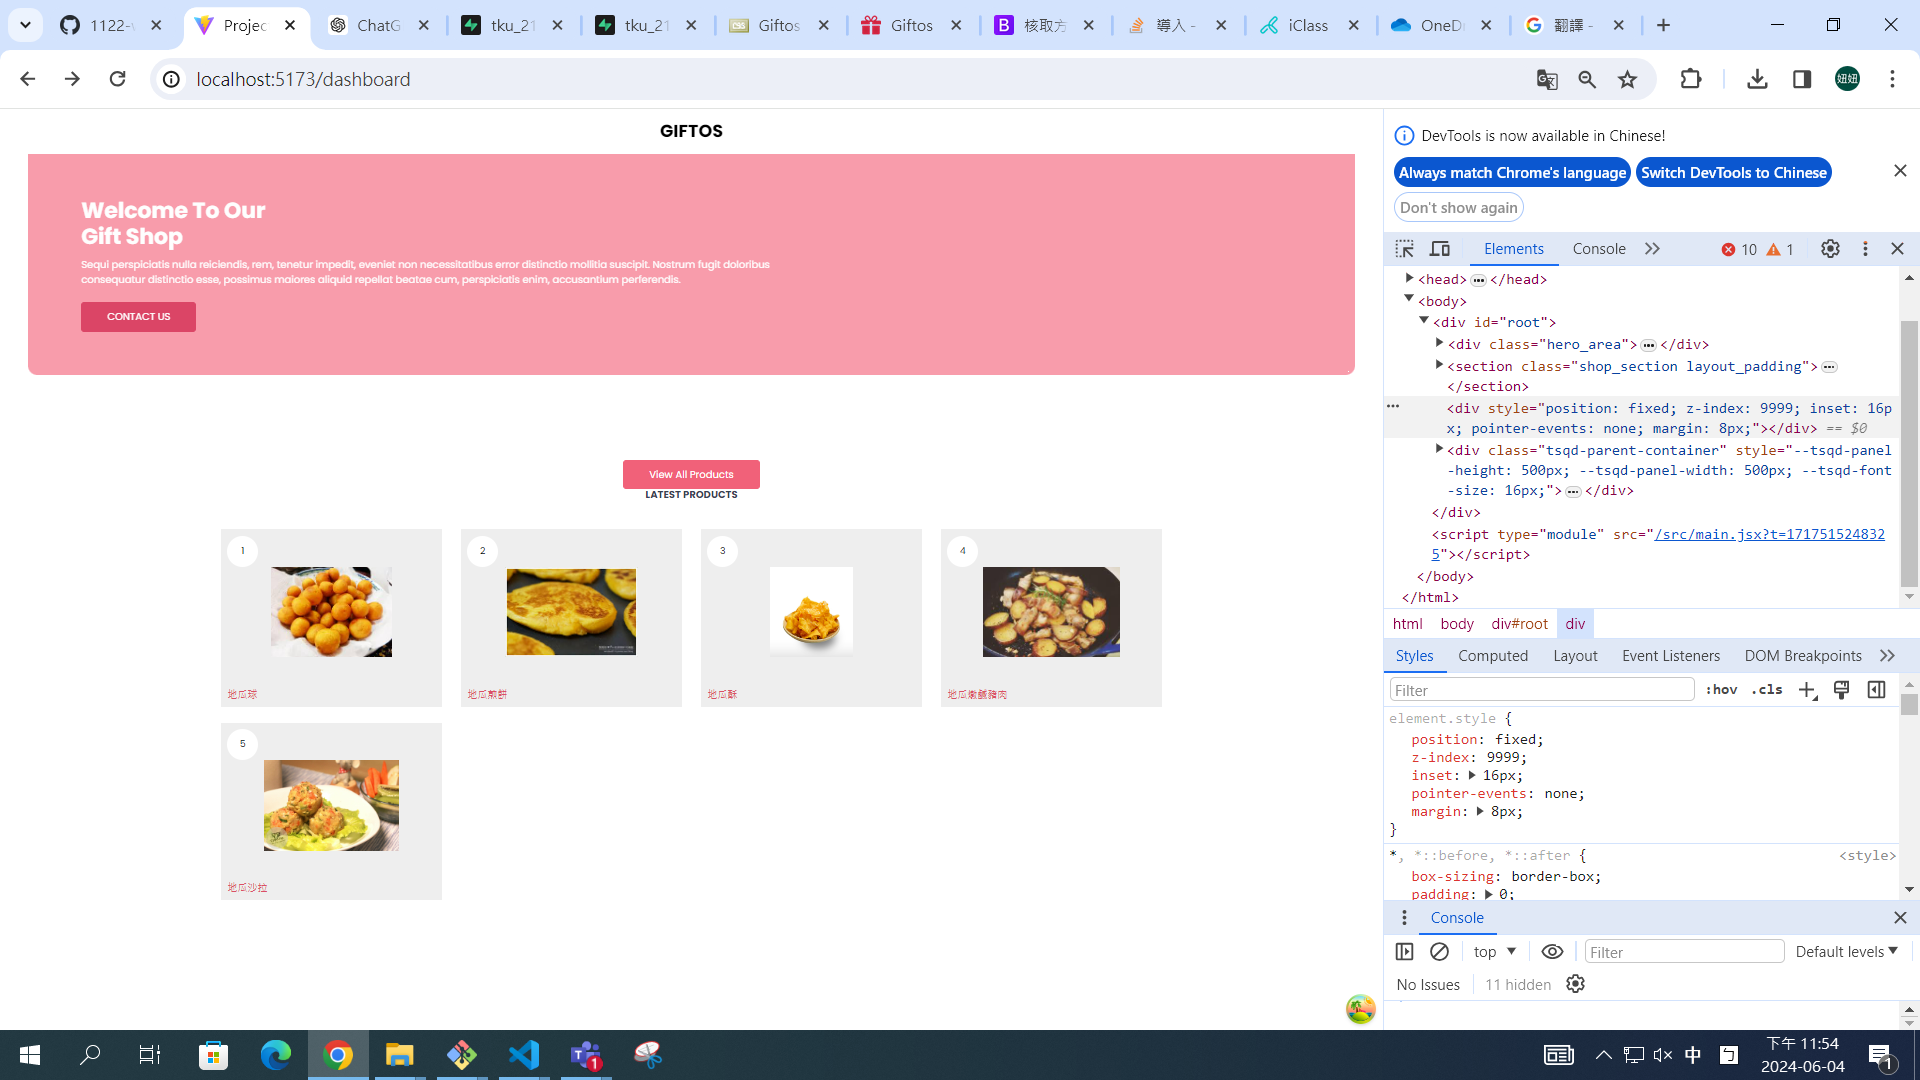 1122-
Projec
ChatG
tku_21
tku_21
Giftos
Giftos
核取方
導入 -
iClass
OneDr
翻譯 -
localhost:5173/dashboard
妞妞
GIFTOS
Welcome To Our
Gift Shop
Sequi perspiciatis nulla reiciendis, rem, tenetur impedit, eveniet non necessitatibus error distinctio mollitia suscipit. Nostrum fugit doloribus
consequatur distinctio esse, possimus maiores aliquid repellat beatae cum, perspiciatis enim, accusantium perferendis.
CONTACT US
View All Products
LATEST PRODUCTS
1
2
3
4
地瓜球
地瓜煎餅
地瓜酥
地瓜燉鹹豬肉
5
地瓜沙拉
DevTools is now available in Chinese!
Always match Chrome's language
Switch DevTools to Chinese
Don't show again
Elements
Console
10
1
<head> ••• </head>
<body>
<div id="root">
<div class="hero_area"> ••• </div>
<section class="shop_section layout_padding"> •••
</section>
<div style="position: fixed; z-index: 9999; inset: 16p
x; pointer-events: none; margin: 8px;"></div> == $0
<div class="tsqd-parent-container" style="--tsqd-panel
-height: 500px; --tsqd-panel-width: 500px; --tsqd-font
-size: 16px;"> ••• </div>
</div>
<script type="module" src="/src/main.jsx?t=171751524832
5"></script>
</body>
</html>
html body div#root div
Styles Computed Layout Event Listeners DOM Breakpoints
Filter
:hov .cls
element.style {
position: fixed;
z-index: 9999;
inset: 16px;
pointer-events: none;
margin: 8px;
}
*, *::before, *::after {
<style>
box-sizing: border-box;
padding: 0;
Console
top
Filter
Default levels
No Issues
11 hidden
1
中
ㄅ
下午 11:54
2024-06-04
1